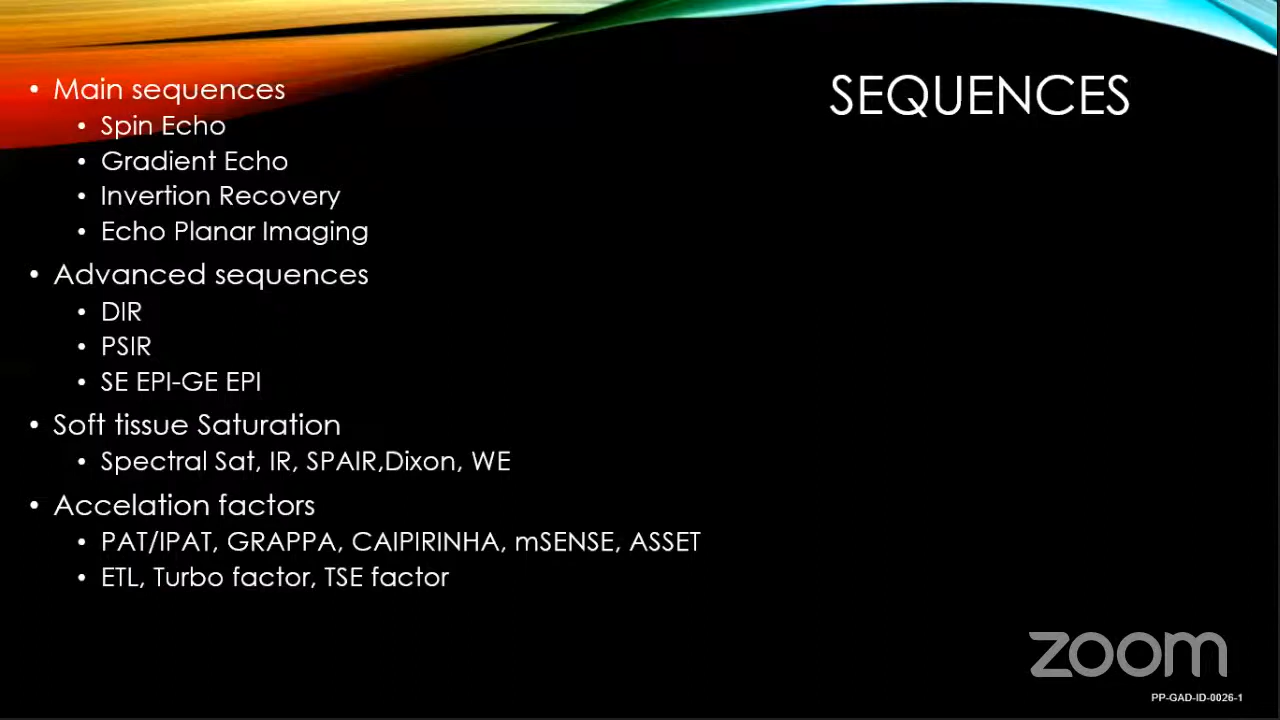 SEQUENCES
• Main sequences
• Spin Echo
• Gradient Echo
• Invertion Recovery
• Echo Planar Imaging
• Advanced sequences
• DIR
• PSIR
• SE EPI-GE EPI
• Soft tissue Saturation
• Spectral Sat, IR, SPAIR,Dixon, WE
• Accelation factors
• PAT/IPAT, GRAPPA, CAIPIRINHA, mSENSE, ASSET
• ETL, Turbo factor, TSE factor
zoom
PP-GAD-ID-0026-1